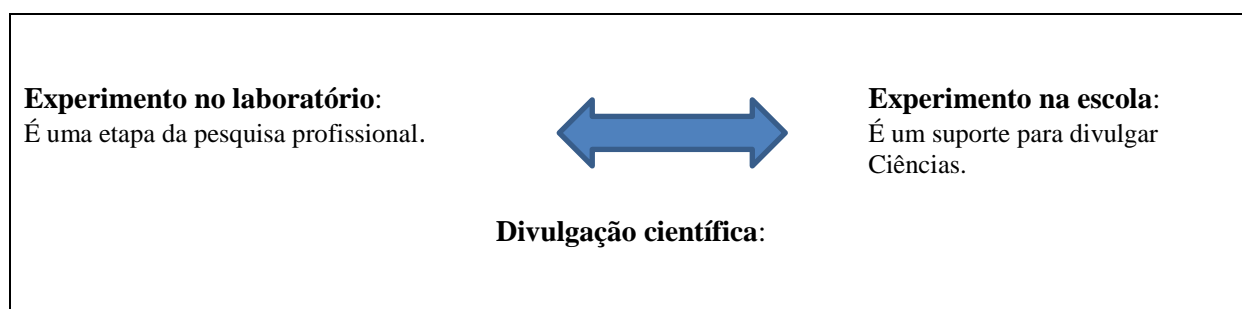 Experimento no laboratório:
É uma etapa da pesquisa profissional.
Experimento na escola:
É um suporte para divulgar
Ciências.
Divulgação científica: